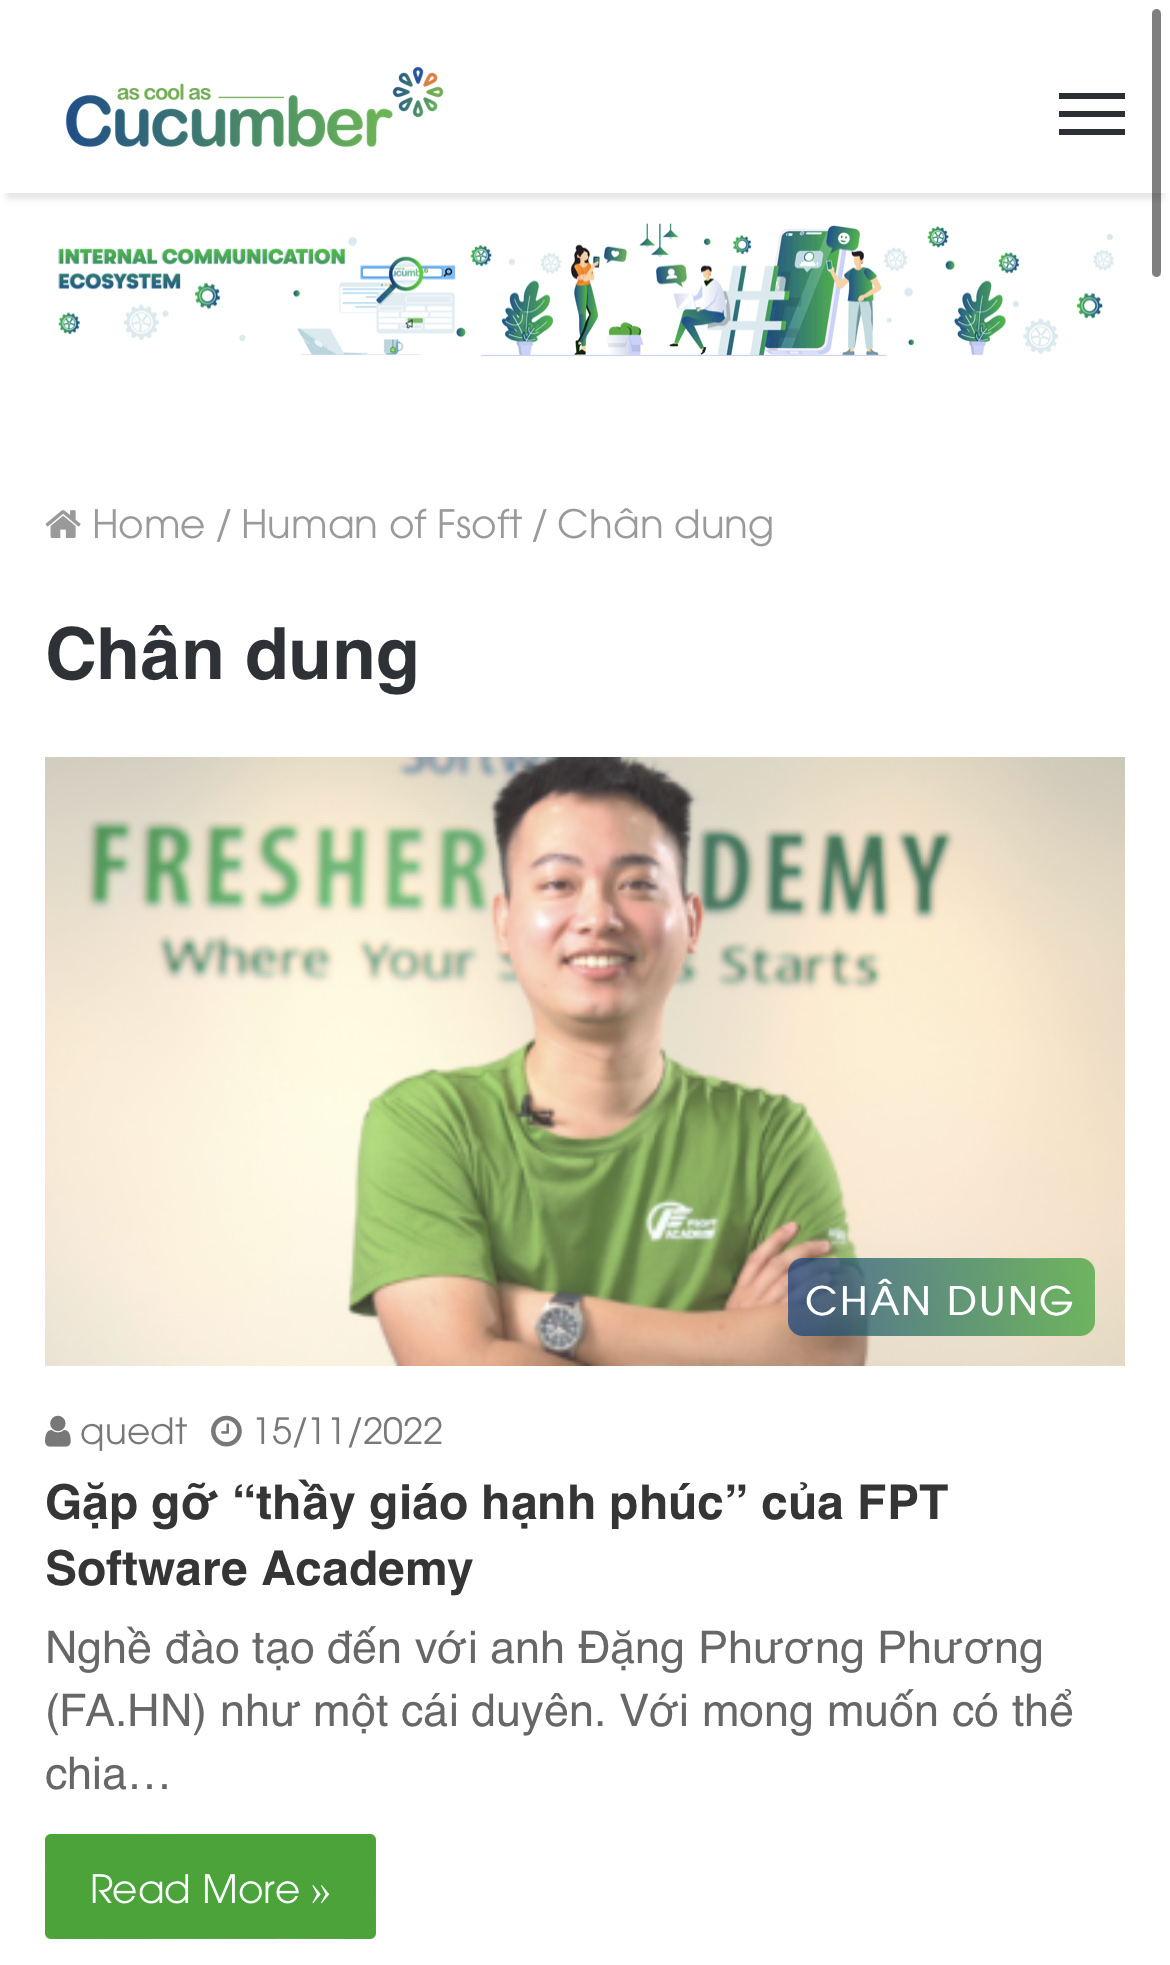 as cool as
Cucumber
INTERNAL COMMUNICATION
ECOSYSTEM
Home / Human of Fsoft / Chân dung
Chân dung
FRESHER DEMY
Where Your s Starts
FSOFT
ACADEMY
CHÂN DUNG
quedt 15/11/2022
Gặp gỡ “thầy giáo hạnh phúc” của FPT
Software Academy
Nghề đào tạo đến với anh Đặng Phương Phương
(FA.HN) như một cái duyên. Với mong muốn có thể
chia...
Read More »